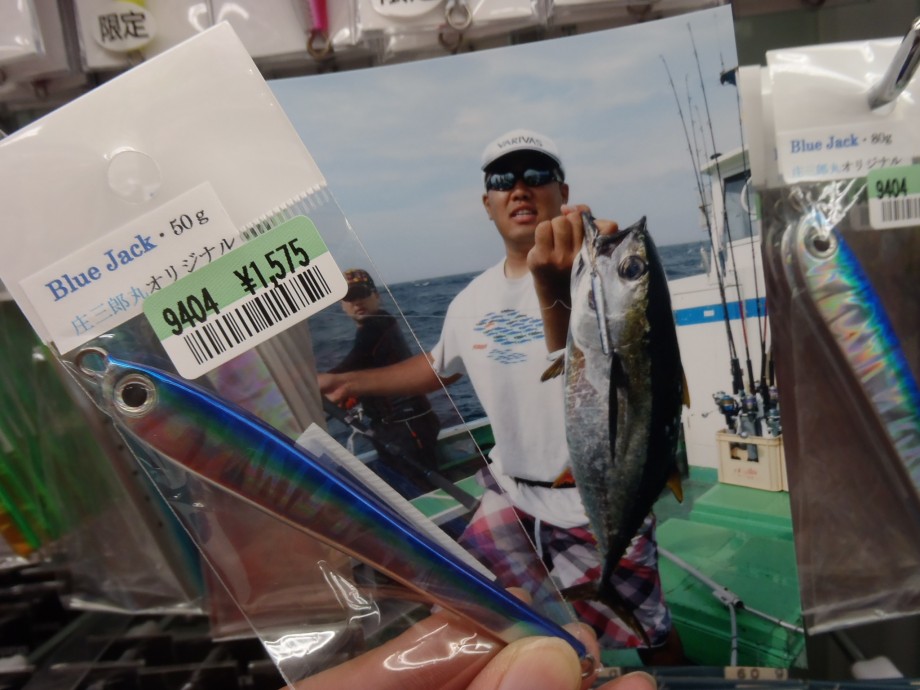 限定
VARIVAS
Blue Jack・50g
庄三郎丸オリジナル
9404 ¥1,575
Blue Jack・80g
庄三郎丸オリジナル
9404